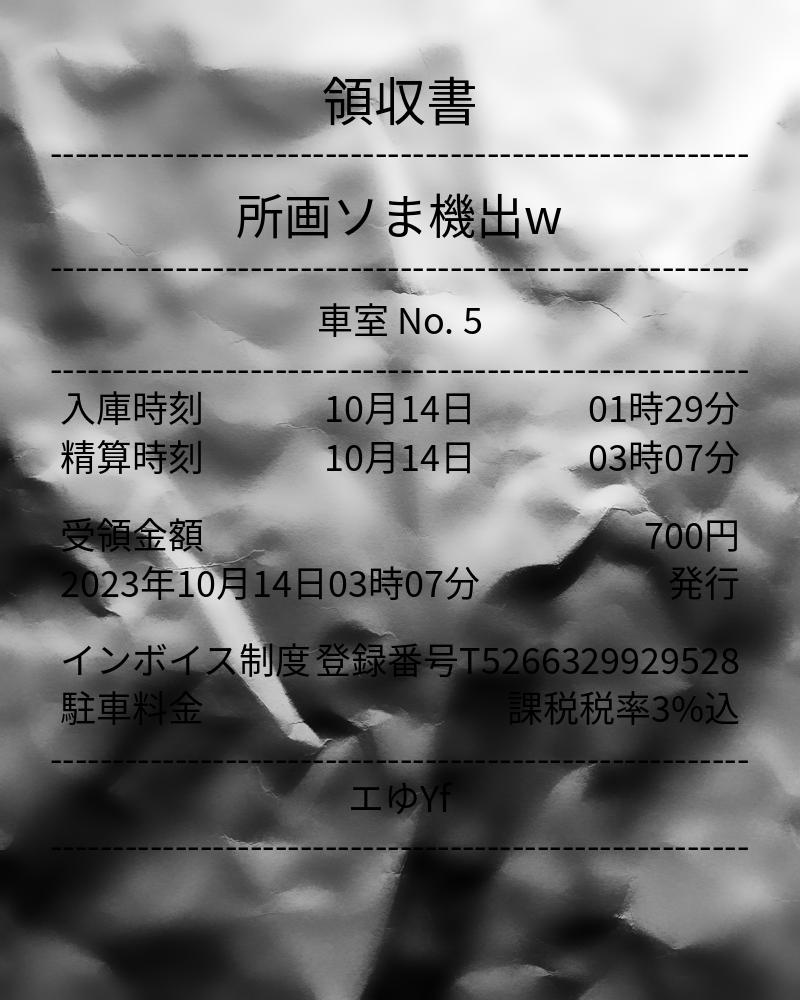 領収書
所画ソま機出w
車室 No. 5
入庫時刻 10月14日 01時29分
精算時刻 10月14日 03時07分
受領金額 700円
2023年10月14日03時07分 発行
インボイス制度 登録番号T5266329929528
駐車料金 課税税率3%込
エゆYf